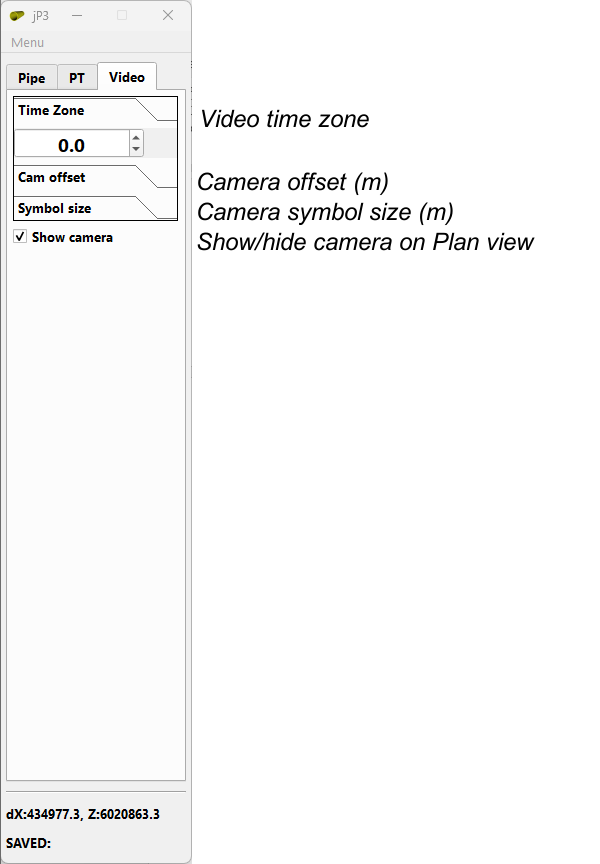 jP3
Menu
Pipe PT Video
Time Zone
Video time zone
0.0
Cam offset
Camera offset (m)
Symbol size
Camera symbol size (m)
Show camera
Show/hide camera on Plan view
dX:434977.3, Z:6020863.3
SAVED: